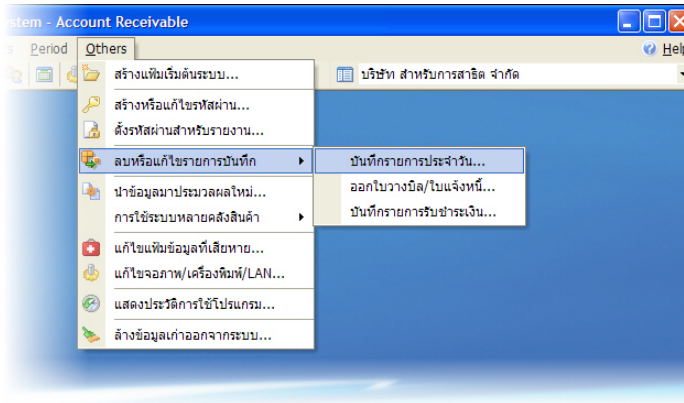 ystem - Account Receivable
s Period Others Help
สร้างแฟ้มเริ่มต้นระบบ...
บริษัท สำหรับการสาธิต จำกัด
สร้างหรือแก้ไขรหัสผ่าน...
ตั้งรหัสผ่านสำหรับรายงาน...
ลบหรือแก้ไขรายการบันทึก
บันทึกรายการประจำวัน...
นำข้อมูลมาประมวลผลใหม่...
ออกใบวางบิล/ใบแจ้งหนี้...
การใช้ระบบหลายคลังสินค้า
บันทึกรายการรับชำระเงิน...
แก้ไขแฟ้มข้อมูลที่เสียหาย...
แก้ไขจอภาพ/เครื่องพิมพ์/LAN...
แสดงประวัติการใช้โปรแกรม...
ล้างข้อมูลเก่าออกจากระบบ...